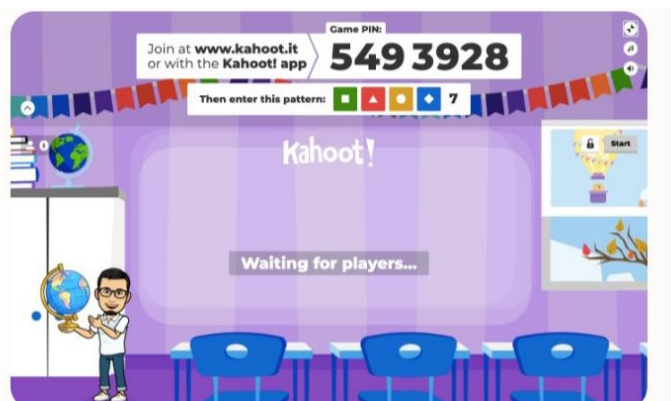 Game PIN:
Join at www.kahoot.it
or with the Kahoot! app
549 3928
Then enter this pattern: 7
0
Start
Kahoot!
Waiting for players...